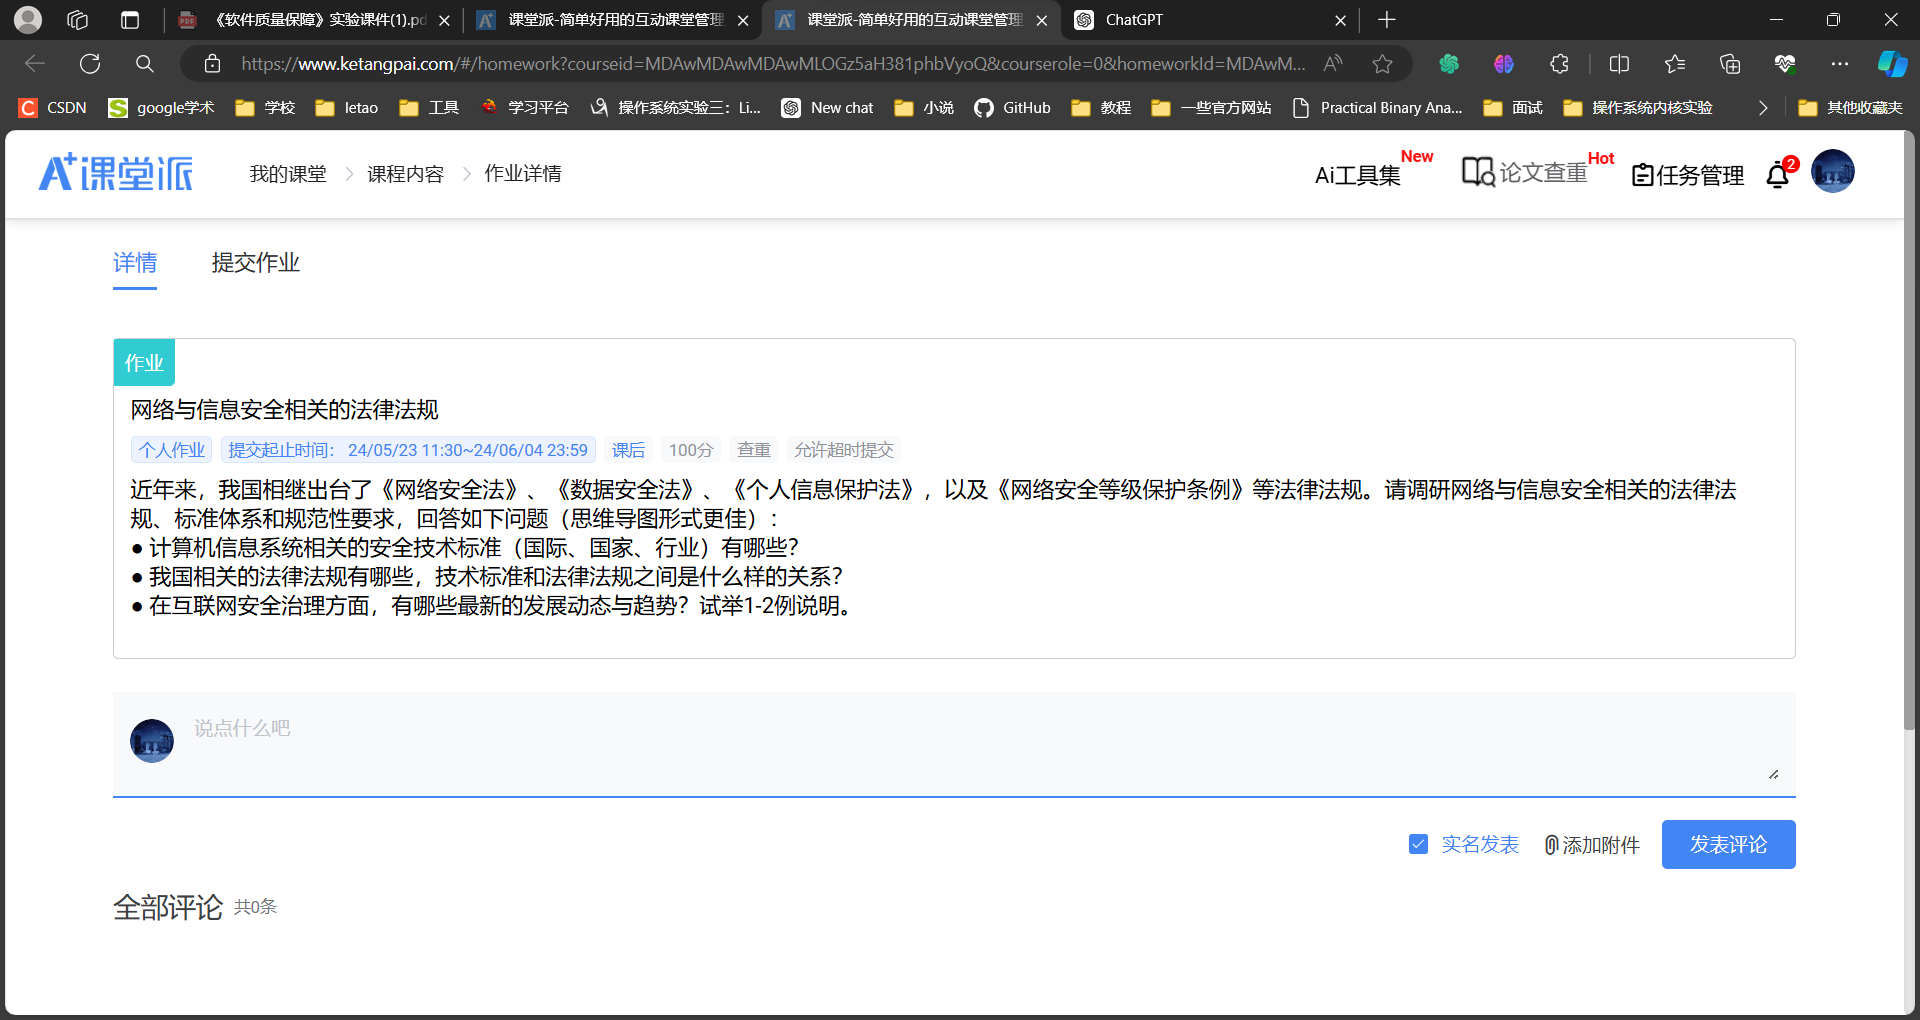 《软件质量保障》实验课件(1).pd
课堂派-简单好用的互动课堂管理
课堂派-简单好用的互动课堂管理
ChatGPT
https://www.ketangpai.com/#/homework?courseid=MDAwMDAwMDAwMLOGz5aH381phbVyoQ&courserole=0&homeworkId=MDAwM...
CSDN
google学术
学校
letao
工具
学习平台
操作系统实验三：Li...
New chat
小说
GitHub
教程
一些官方网站
Practical Binary Ana...
面试
操作系统内核实验
其他收藏夹
A+课堂派
我的课堂 > 课程内容 > 作业详情
Ai工具集 New
论文查重 Hot
任务管理
2
详情
提交作业
作业
网络与信息安全相关的法律法规
个人作业 提交起止时间： 24/05/23 11:30~24/06/04 23:59 课后 100分 查重 允许超时提交
近年来，我国相继出台了《网络安全法》、《数据安全法》、《个人信息保护法》，以及《网络安全等级保护条例》等法律法规。请调研网络与信息安全相关的法律法
规、标准体系和规范性要求，回答如下问题（思维导图形式更佳）：
● 计算机信息系统相关的安全技术标准（国际、国家、行业）有哪些？
● 我国相关的法律法规有哪些，技术标准和法律法规之间是什么样的关系？
● 在互联网安全治理方面，有哪些最新的发展动态与趋势？试举1-2例说明。
说点什么吧
实名发表
添加附件
发表评论
全部评论 共0条